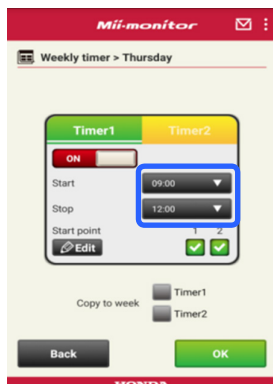 Mii-monitor
Weekly timer > Thursday
Timer1 Timer2
ON
Start 09:00
Stop 12:00
Start point 1 2
Edit
Copy to week
Timer1
Timer2
Back OK
HONDA